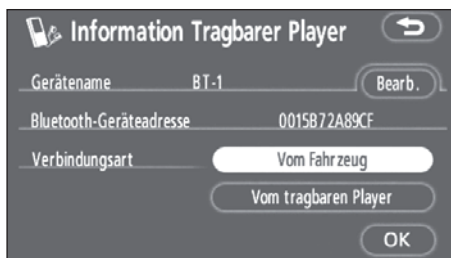 Information Tragbarer Player
Gerätename BT-1 Bearb.
Bluetooth-Geräteadresse 0015B72A89CF
Verbindungsart Vom Fahrzeug
Vom tragbaren Player
OK